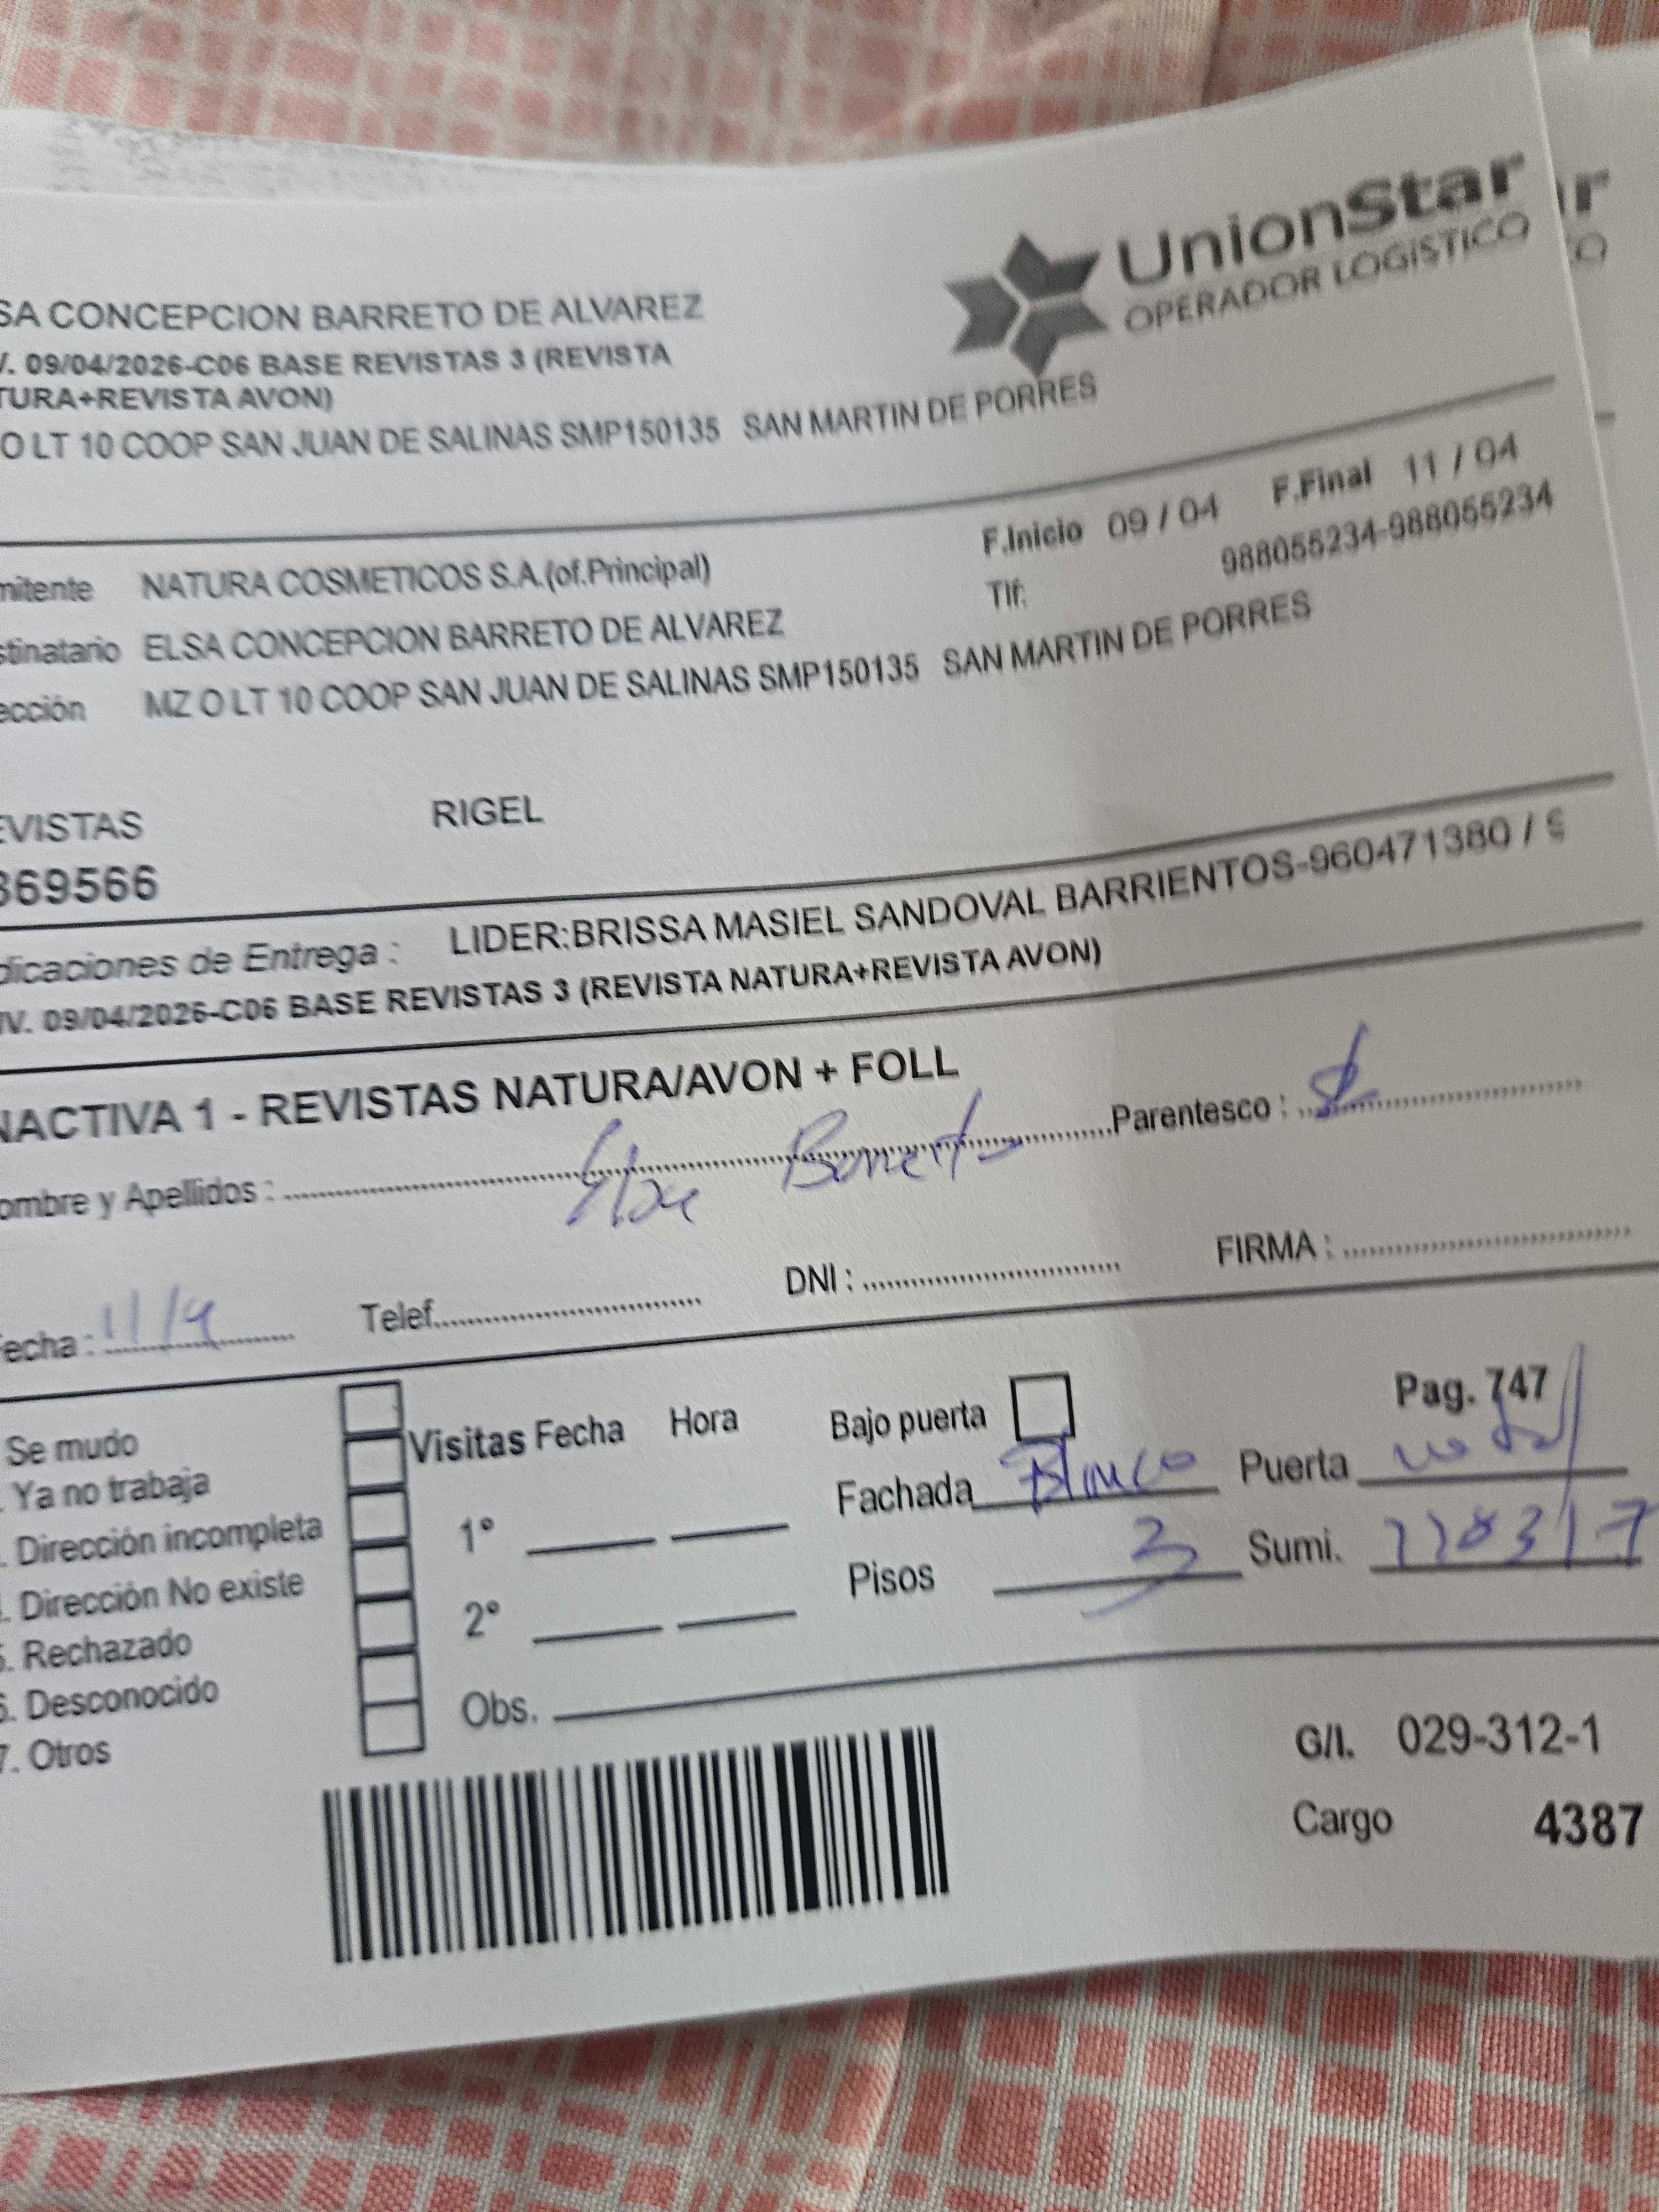 UnionStar
OPERADOR LOGISTICO
SA CONCEPCION BARRETO DE ALVAREZ
V. 09/04/2026-C06 BASE REVISTAS 3 (REVISTA
TURA+REVISTA AVON)
O LT 10 COOP SAN JUAN DE SALINAS SMP150135 SAN MARTIN DE PORRES
F.Inicio 09 / 04 F.Final 11 / 04
mitente NATURA COSMETICOS S.A.(of.Principal)
Tlf: 988055234-988055234
stinatario ELSA CONCEPCION BARRETO DE ALVAREZ
ección MZ O LT 10 COOP SAN JUAN DE SALINAS SMP150135 SAN MARTIN DE PORRES
EVISTAS RIGEL
369566
dicaciones de Entrega : LIDER:BRISSA MASIEL SANDOVAL BARRIENTOS-960471380 /
V. 09/04/2026-C06 BASE REVISTAS 3 (REVISTA NATURA+REVISTA AVON)
NACTIVA 1 - REVISTAS NATURA/AVON + FOLL
ombre y Apellidos : Parentesco :
echa : 11/4 Telef. DNI : FIRMA :
Pag. 747
Se mudo Visitas Fecha Hora Bajo puerta
Ya no trabaja Fachada Blanco Puerta
Dirección incompleta 1°
Dirección No existe Pisos 3 Sumi.
5. Rechazado 2°
6. Desconocido Obs.
7. Otros
G/I. 029-312-1
Cargo 4387